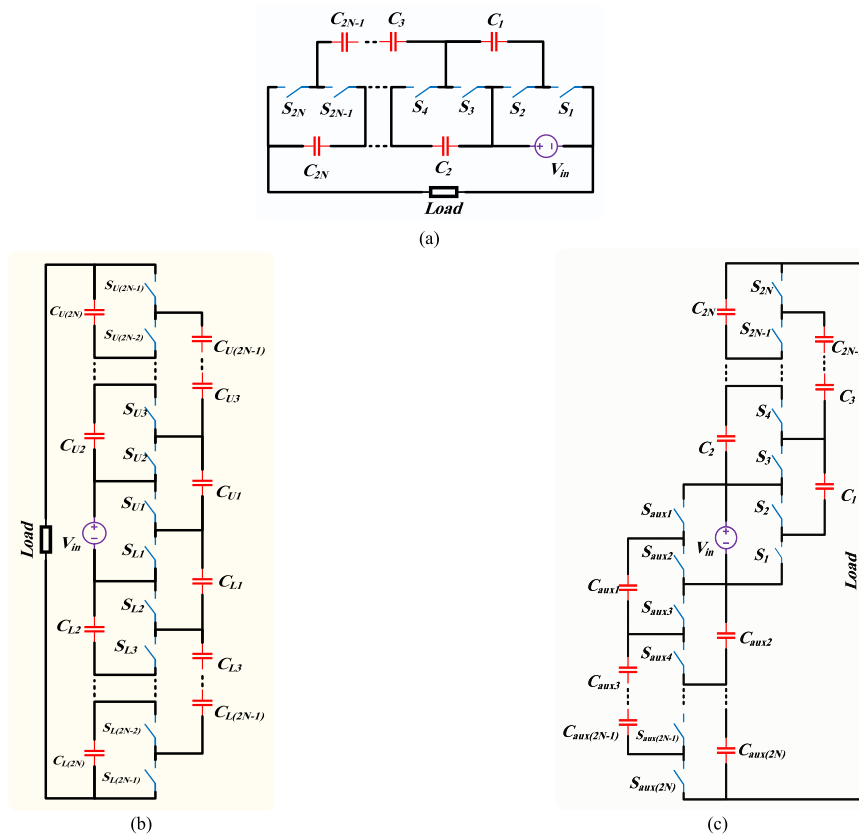 C2N-1 C3 C1
S2N S2N-1 S4 S3 S2 S1
C2N C2 Vin
Load
(a)
SU(2N-1)
CU(2N)
SU(2N-2)
CU(2N-1)
CU3
SU3
CU2
SU2
CU1
SU1
Load
Vin
SL1
CL1
SL2
CL2
SL3
CL3
CL(2N-1)
SL(2N-2)
CL(2N)
SL(2N-1)
(b)
S2N
C2N
S2N-1
C2N-
C3
S4
C2
S3
C1
Saux1
S2
Vin
Load
S1
Saux2
Caux1
Saux3
Caux2
Saux4
Caux3
Caux(2N-1)
Saux(2N-1)
Caux(2N)
Saux(2N)
(c)